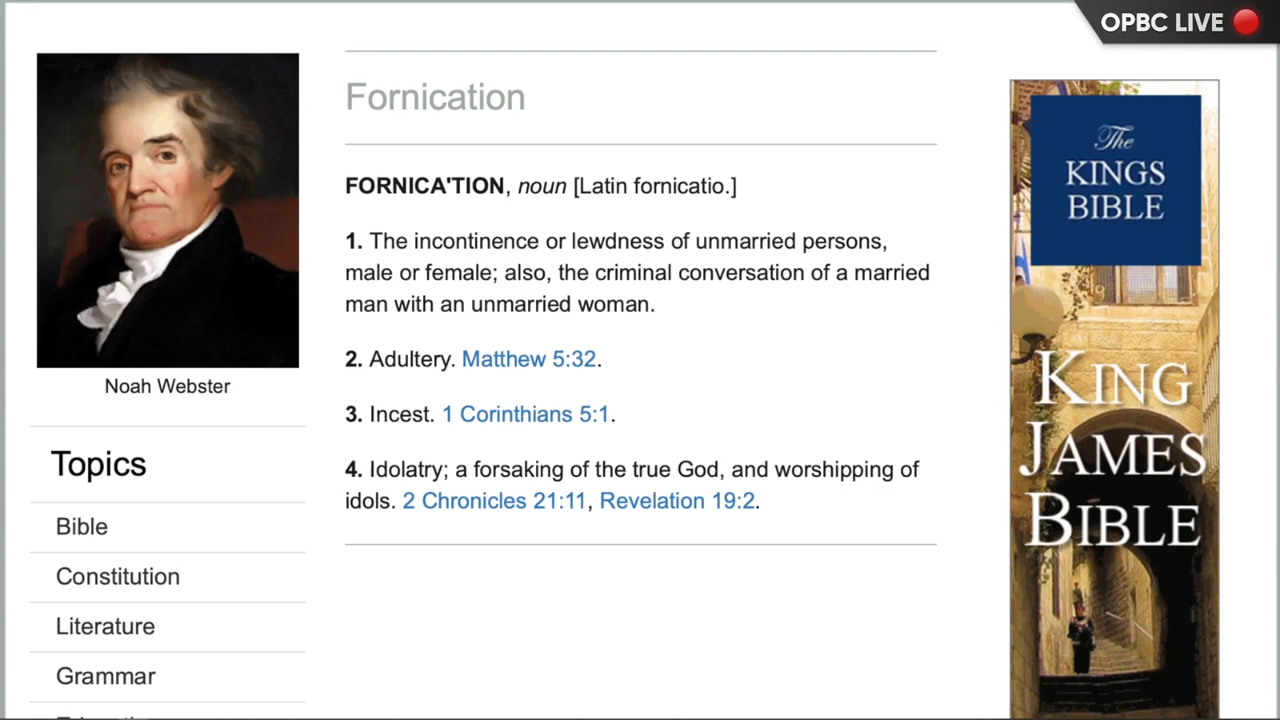 OPBC LIVE
Noah Webster
Topics
Bible
Constitution
Literature
Grammar
Fornication
FORNICA'TION, noun [Latin fornicatio.]
1. The incontinence or lewdness of unmarried persons,
male or female; also, the criminal conversation of a married
man with an unmarried woman.
2. Adultery. Matthew 5:32.
3. Incest. 1 Corinthians 5:1.
4. Idolatry; a forsaking of the true God, and worshipping of
idols. 2 Chronicles 21:11, Revelation 19:2.
The
KINGS
BIBLE
KING
JAMES
BIBLE